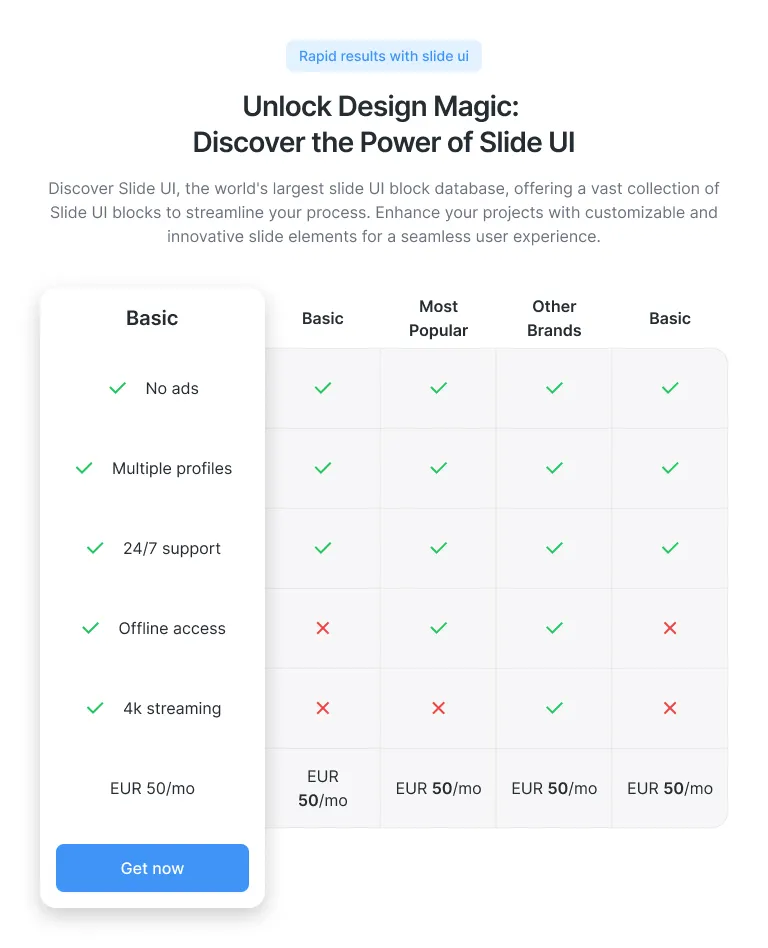 Rapid results with slide ui
Unlock Design Magic:
Discover the Power of Slide UI
Discover Slide UI, the world's largest slide UI block database, offering a vast collection of
Slide UI blocks to streamline your process. Enhance your projects with customizable and
innovative slide elements for a seamless user experience.
Basic
Basic
Most
Popular
Other
Brands
Basic
No ads
Multiple profiles
24/7 support
Offline access
4k streaming
EUR 50/mo
EUR
50/mo
EUR 50/mo
EUR 50/mo
EUR 50/mo
Get now